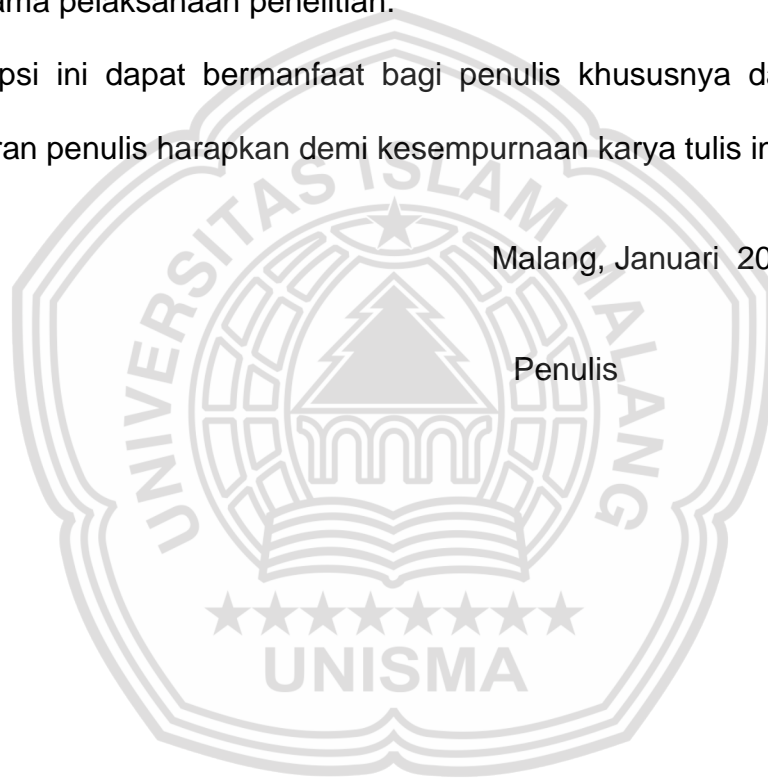 ama pelaksanaan penelitian.
psi ini dapat bermanfaat bagi penulis khususnya da
ran penulis harapkan demi kesempurnaan karya tulis in
Malang, Januari 20
Penulis
UNIVERSITAS ISLAM MALANG
UNISMA